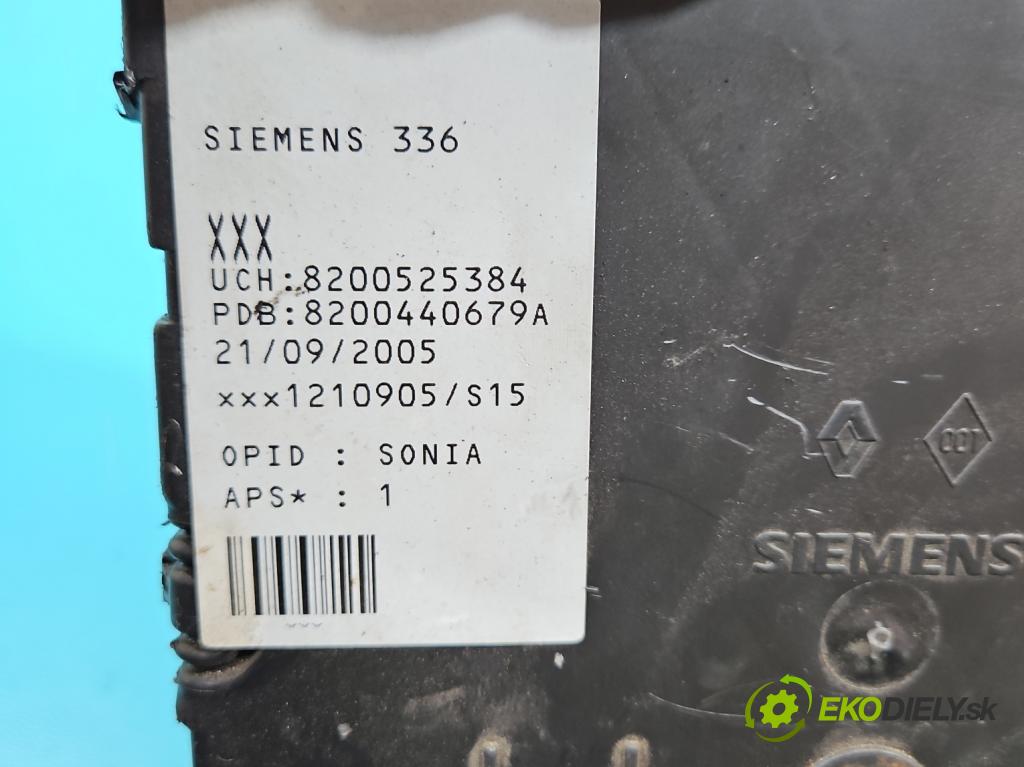 SIEMENS 336
XXX
UCH:8200525384
PDB:8200440679A
21/09/2005
xxx1210905/S15
OPID : SONIA
APS* : 1
SIEMENS
EKODIELY.sk